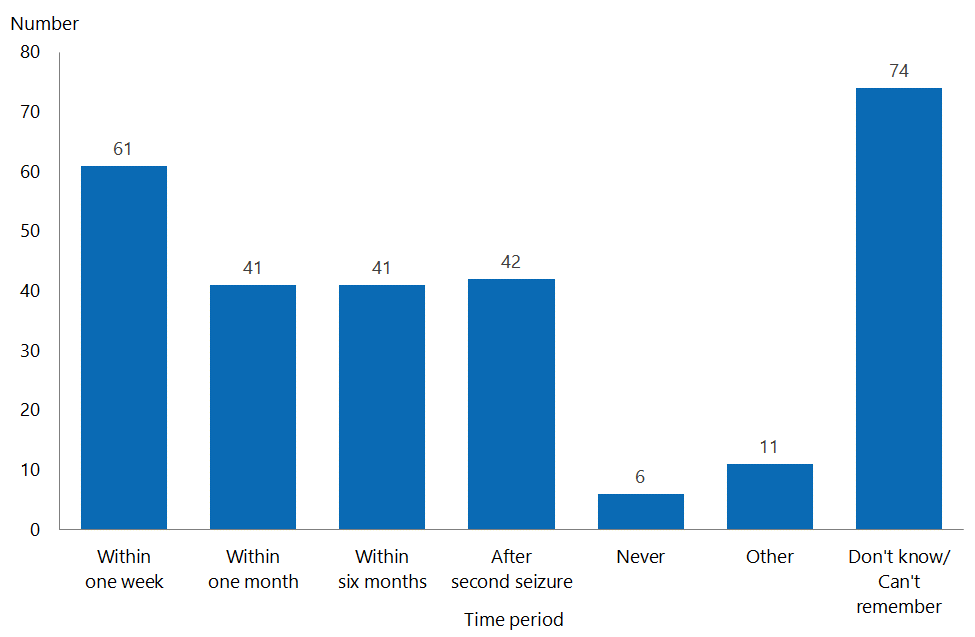 Number
80
70
60
50
40
30
20
10
0
61
41
41
42
6
11
74
Within
one week
Within
one month
Within
six months
After
second seizure
Never
Other
Don't know/
Can't
remember
Time period